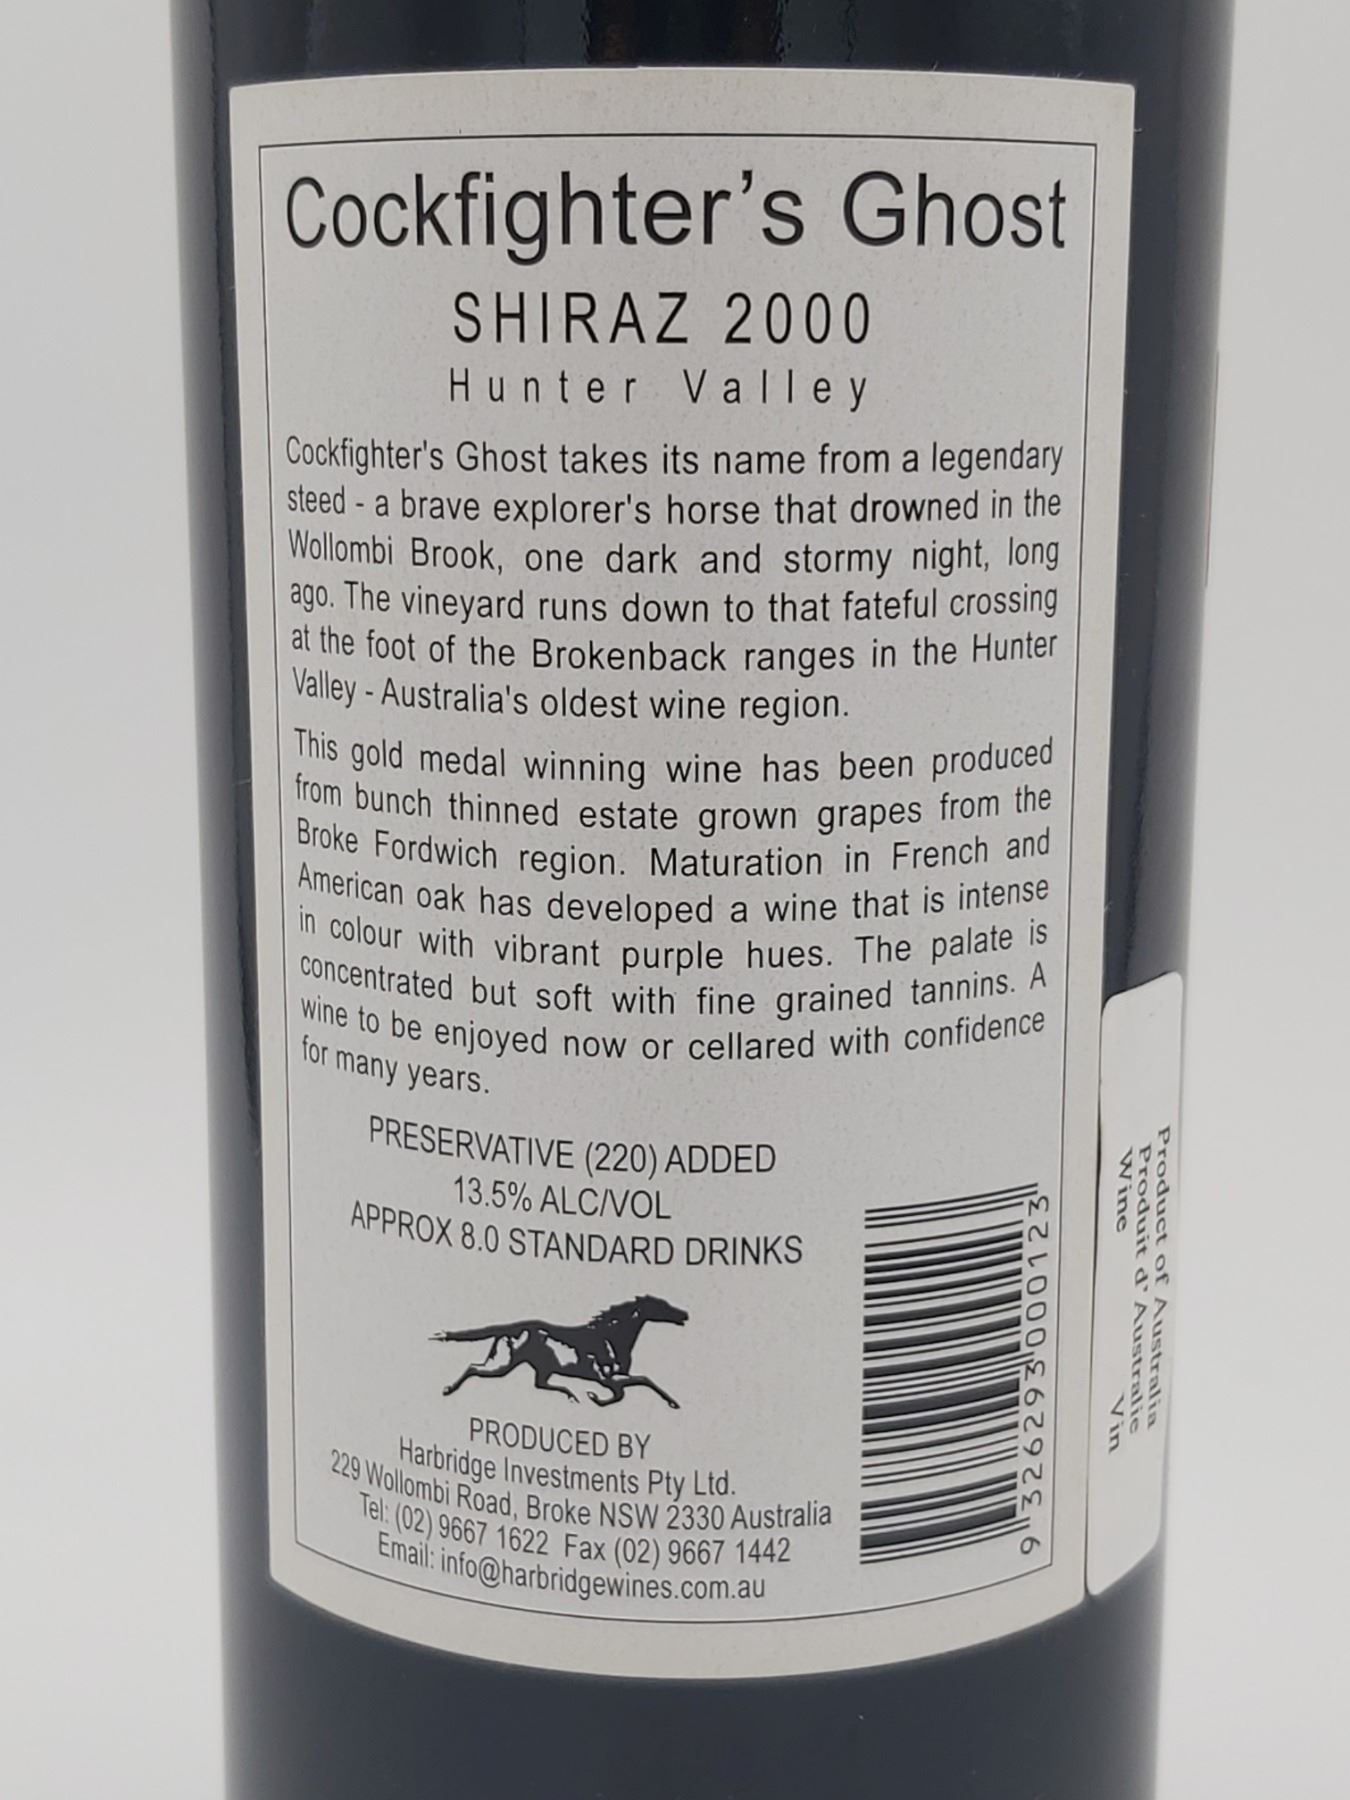 Cockfighter's Ghost
SHIRAZ 2000
Hunter Valley
Cockfighter's Ghost takes its name from a legendary
steed - a brave explorer's horse that drowned in the
Wollombi Brook, one dark and stormy night, long
ago. The vineyard runs down to that fateful crossing
at the foot of the Brokenback ranges in the Hunter
Valley - Australia's oldest wine region.
This gold medal winning wine has been produced
from bunch thinned estate grown grapes from the
Broke Fordwich region. Maturation in French and
American oak has developed a wine that is intense
in colour with vibrant purple hues. The palate is
concentrated but soft with fine grained tannins. A
wine to be enjoyed now or cellared with confidence
for many years.
PRESERVATIVE (220) ADDED
13.5% ALC/VOL
APPROX 8.0 STANDARD DRINKS
PRODUCED BY
Harbridge Investments Pty Ltd.
229 Wollombi Road, Broke NSW 2330 Australia
Tel: (02) 9667 1622 Fax (02) 9667 1442
Email: info@harbridgewines.com.au
9 326293 000123
Product of Australia
Produit d' Australie
Wine Vin